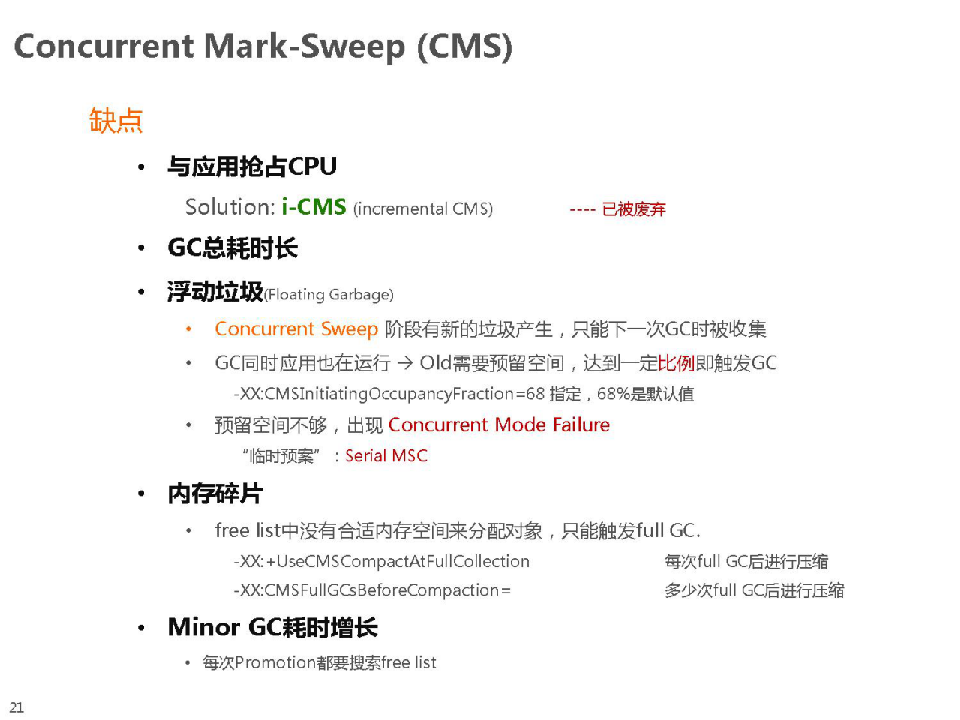 Concurrent Mark-Sweep (CMS)
缺点
• 与应用抢占CPU
Solution: i-CMS (incremental CMS) ---- 已被废弃
• GC总耗时长
• 浮动垃圾(Floating Garbage)
• Concurrent Sweep 阶段有新的垃圾产生，只能下一次GC时被收集
• GC同时应用也在运行 → Old需要预留空间，达到一定比例即触发GC
-XX:CMSInitiatingOccupancyFraction=68 指定，68%是默认值
• 预留空间不够，出现 Concurrent Mode Failure
“临时预案”：Serial MSC
• 内存碎片
• free list中没有合适内存空间来分配对象，只能触发full GC.
-XX:+UseCMSCompactAtFullCollection 每次full GC后进行压缩
-XX:CMSFullGCsBeforeCompaction= 多少次full GC后进行压缩
• Minor GC耗时增长
• 每次Promotion都要搜索free list
21